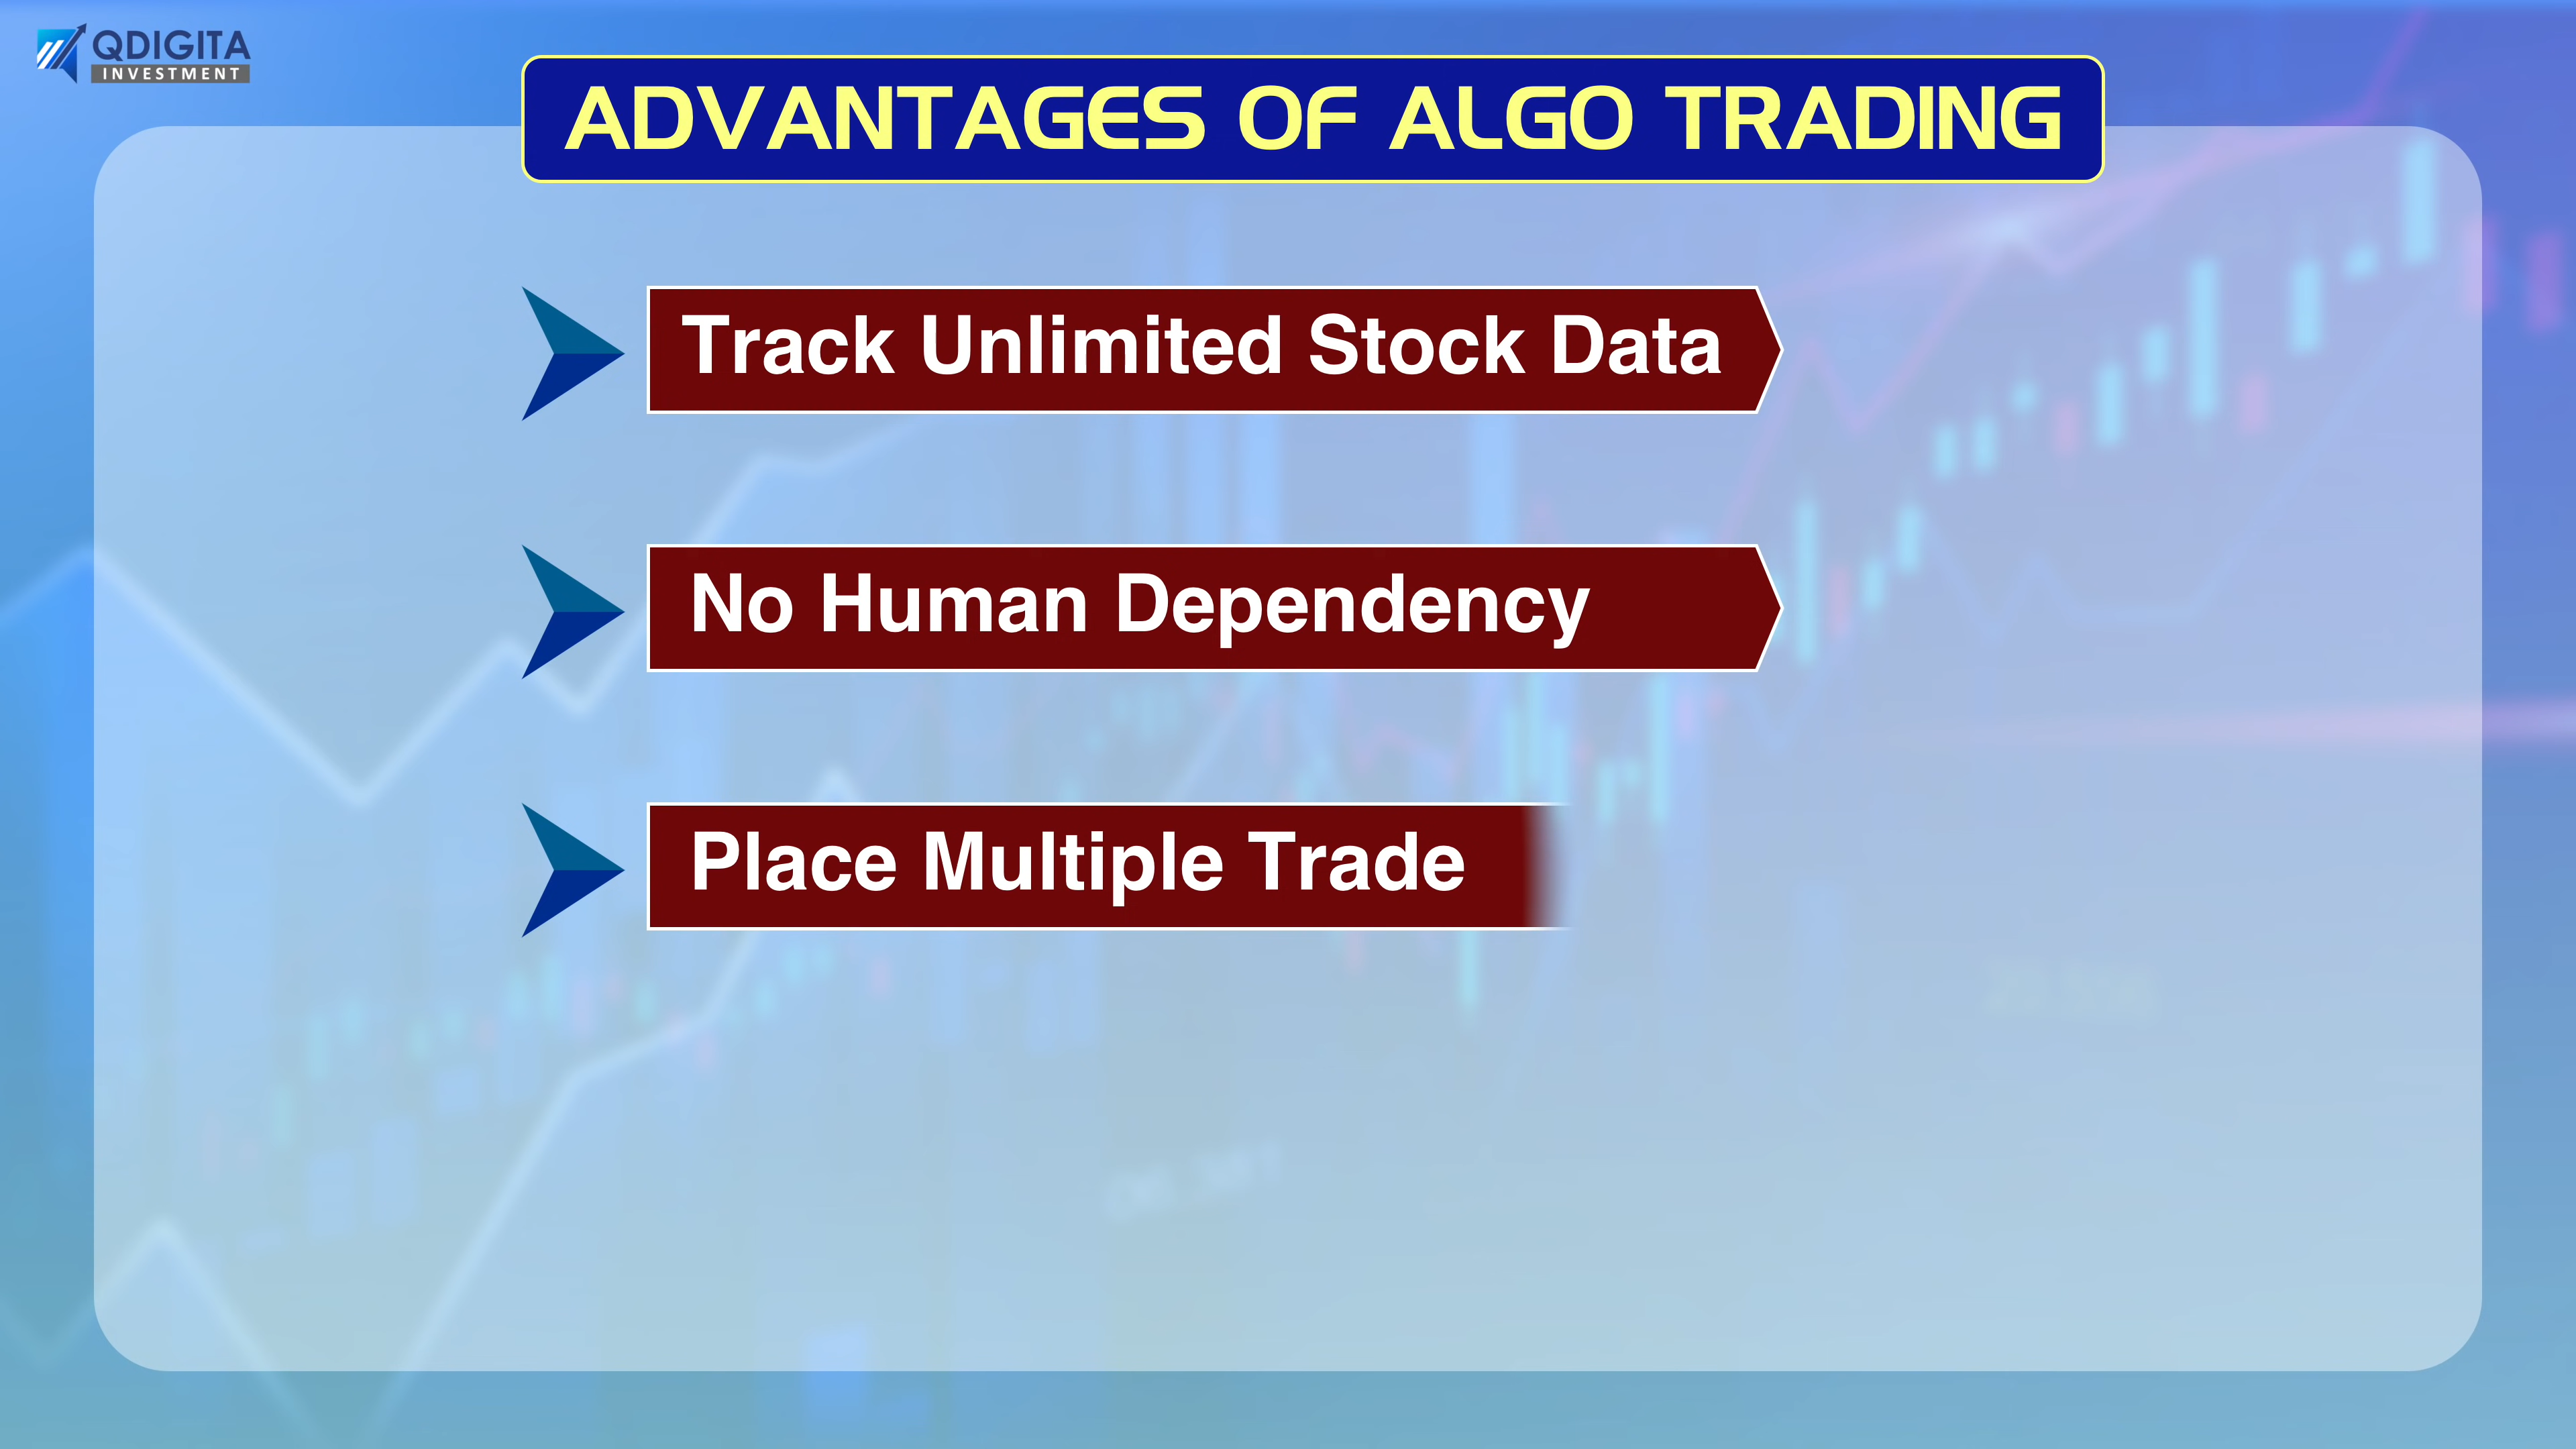 QDIGITA
INVESTMENT
ADVANTAGES OF ALGO TRADING
Track Unlimited Stock Data
No Human Dependency
Place Multiple Trade